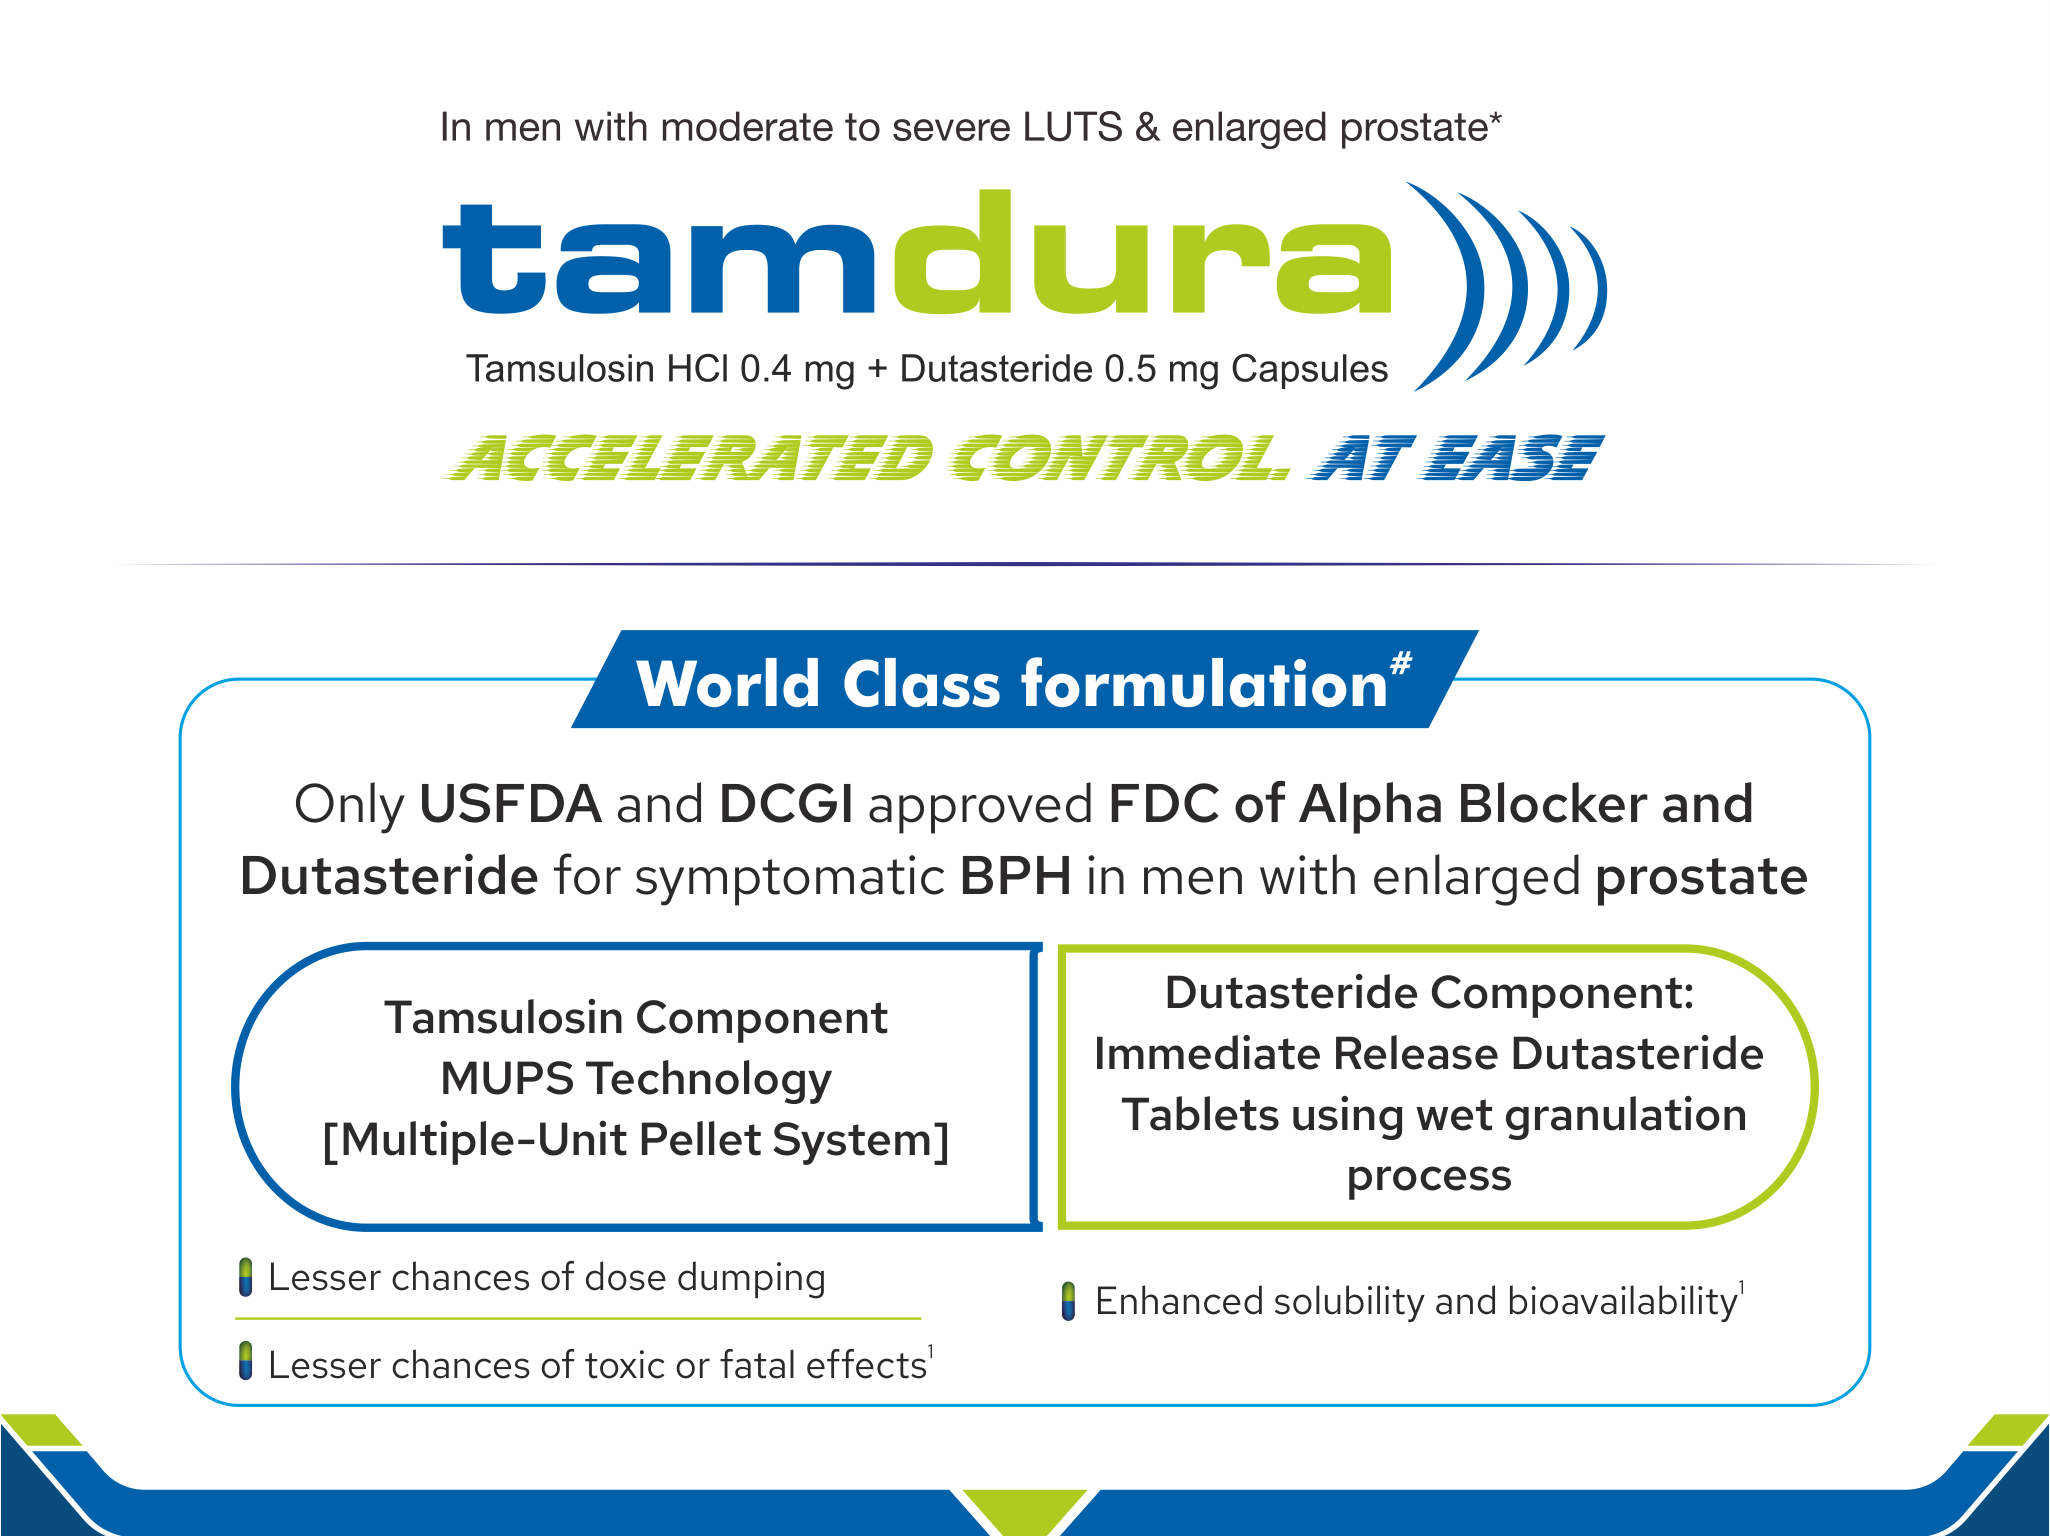 In men with moderate to severe LUTS & enlarged prostate*
tamdura
Tamsulosin HCl 0.4 mg + Dutasteride 0.5 mg Capsules
ACCELERATED CONTROL. AT EASE
World Class formulation#
Only USFDA and DCGI approved FDC of Alpha Blocker and
Dutasteride for symptomatic BPH in men with enlarged prostate
Tamsulosin Component
MUPS Technology
[Multiple-Unit Pellet System]
Dutasteride Component:
Immediate Release Dutasteride
Tablets using wet granulation
process
Lesser chances of dose dumping
Lesser chances of toxic or fatal effects¹
Enhanced solubility and bioavailability¹